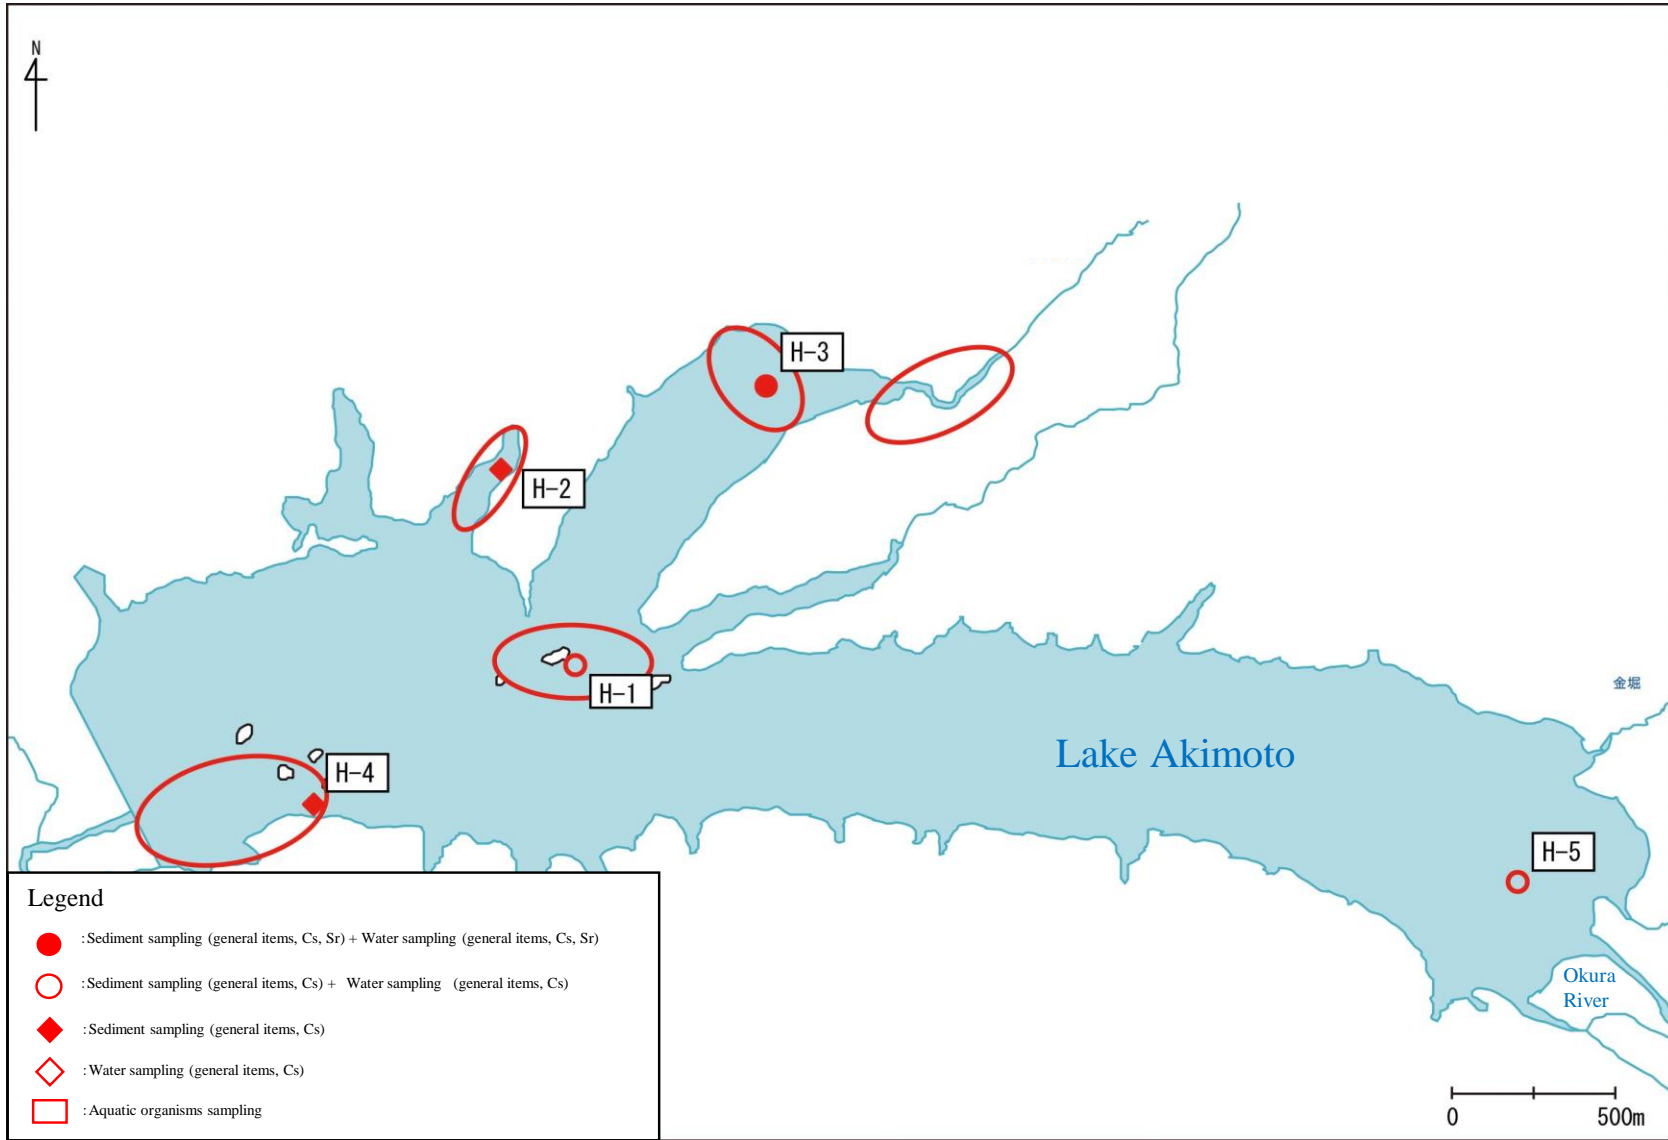 N
H-3
H-2
H-1
金堀
Lake Akimoto
H-4
H-5
Okura
River
Legend
:Sediment sampling (general items, Cs, Sr) + Water sampling (general items, Cs, Sr)
:Sediment sampling (general items, Cs) + Water sampling (general items, Cs)
:Sediment sampling (general items, Cs)
:Water sampling (general items, Cs)
:Aquatic organisms sampling
0 500m